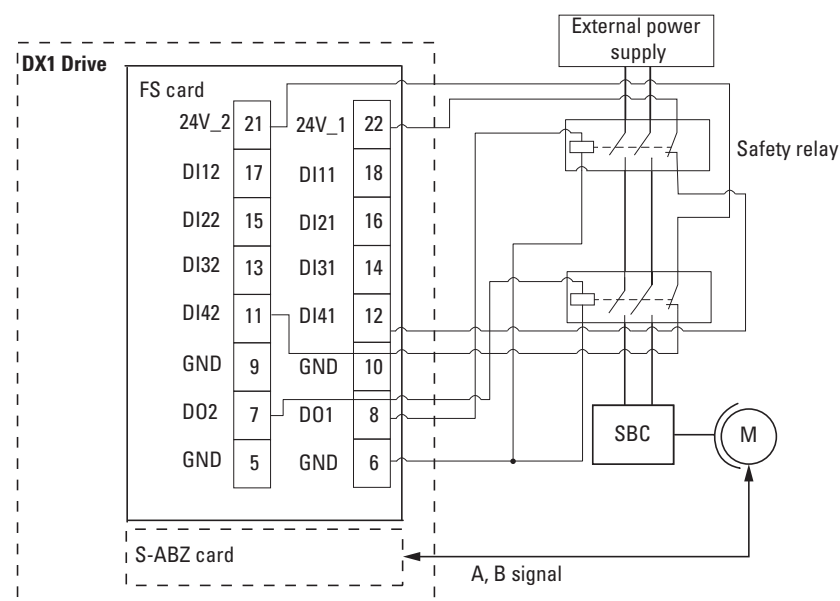 External power
supply
DX1 Drive
FS card
24V_2 21 24V_1 22
DI12 17 DI11 18
DI22 15 DI21 16
DI32 13 DI31 14
DI42 11 DI41 12
GND 9 GND 10
DO2 7 DO1 8
GND 5 GND 6
Safety relay
SBC
M
S-ABZ card
A, B signal